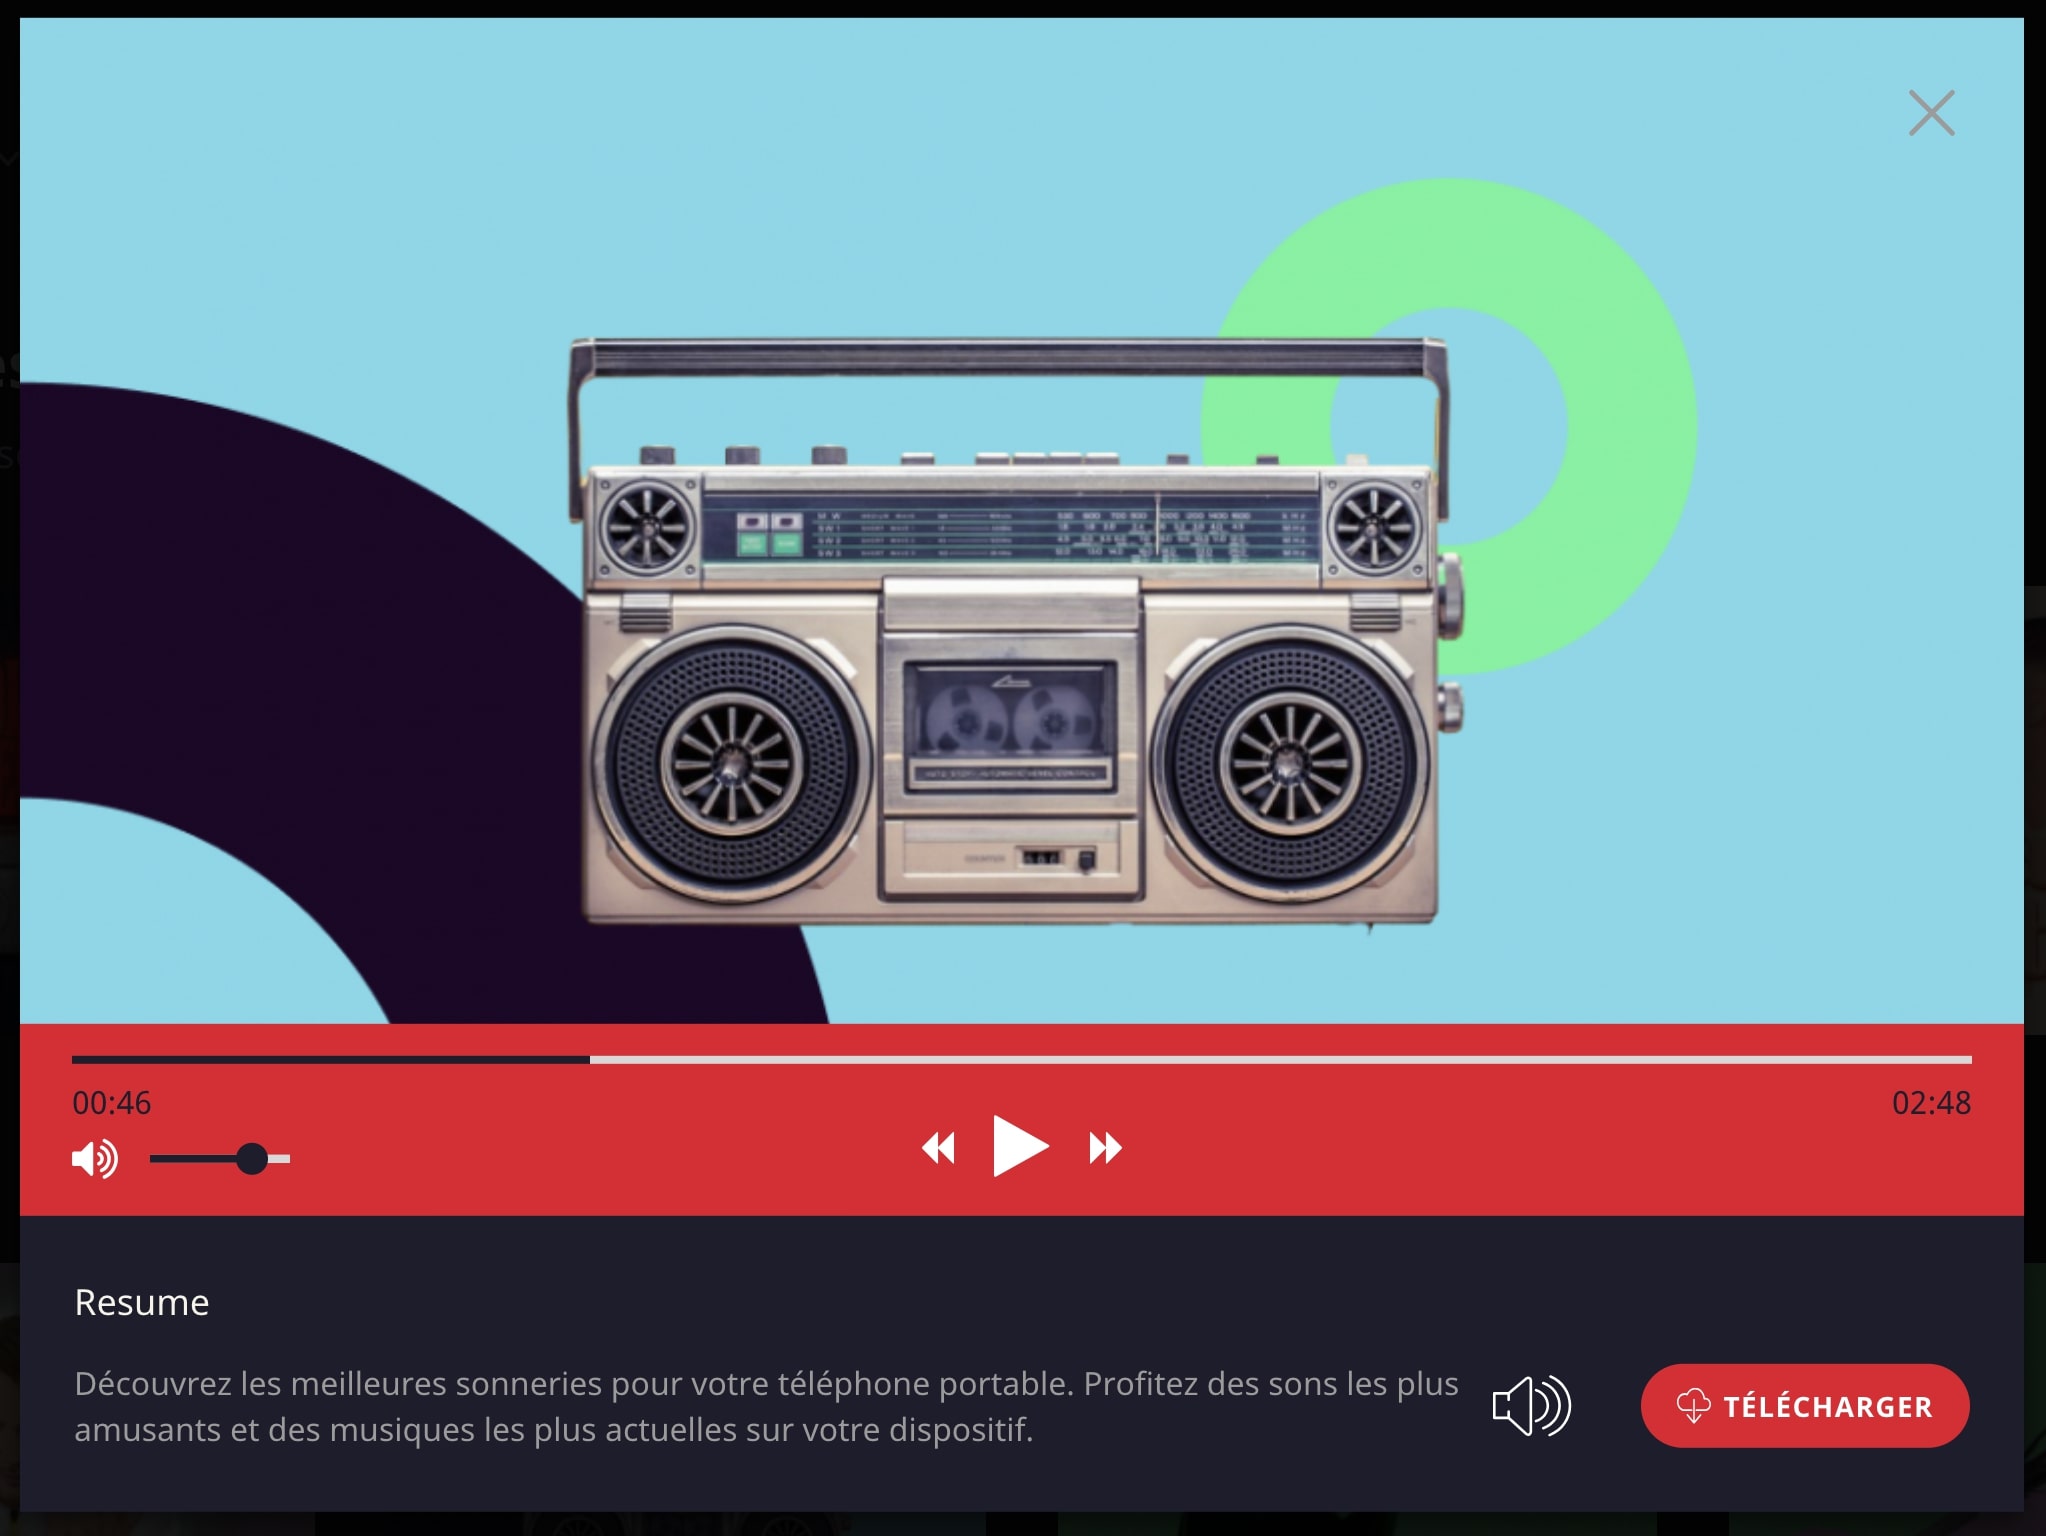 00:46
02:48
Resume
Découvrez les meilleures sonneries pour votre téléphone portable. Profitez des sons les plus
amusants et des musiques les plus actuelles sur votre dispositif.
TÉLÉCHARGER